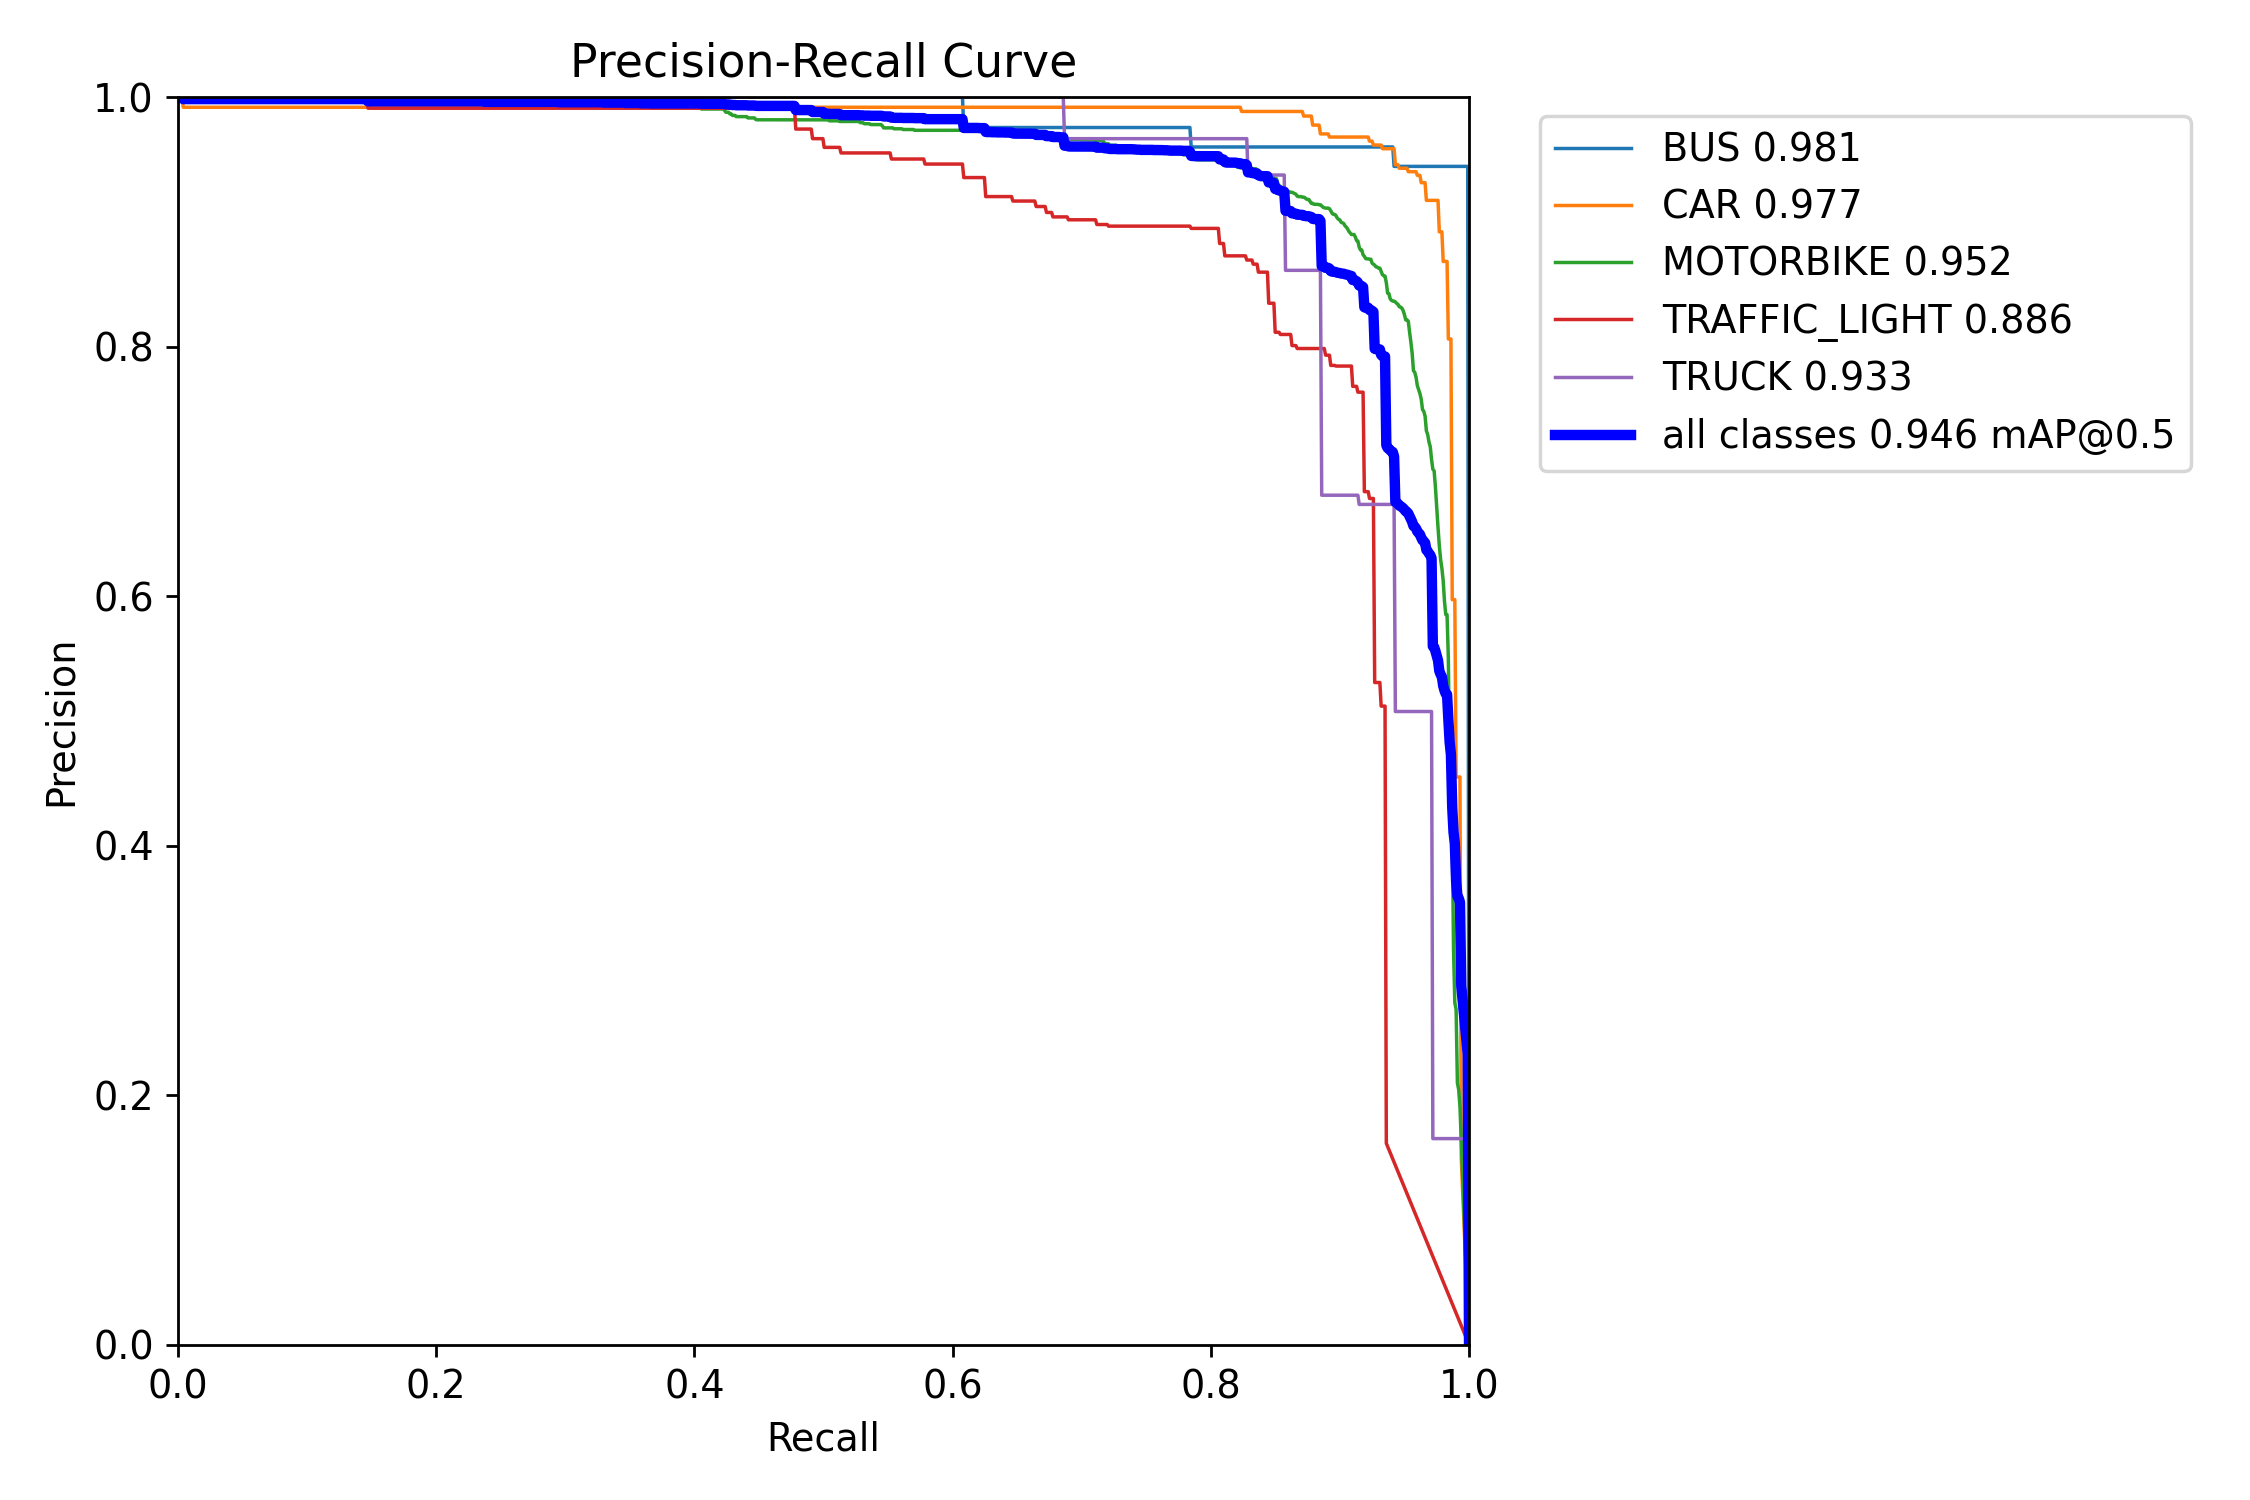 Precision-Recall Curve
1.0
0.8
0.6
0.4
0.2
0.0
Precision
0.0 0.2 0.4 0.6 0.8 1.0
Recall
BUS 0.981
CAR 0.977
MOTORBIKE 0.952
TRAFFIC_LIGHT 0.886
TRUCK 0.933
all classes 0.946 mAP@0.5